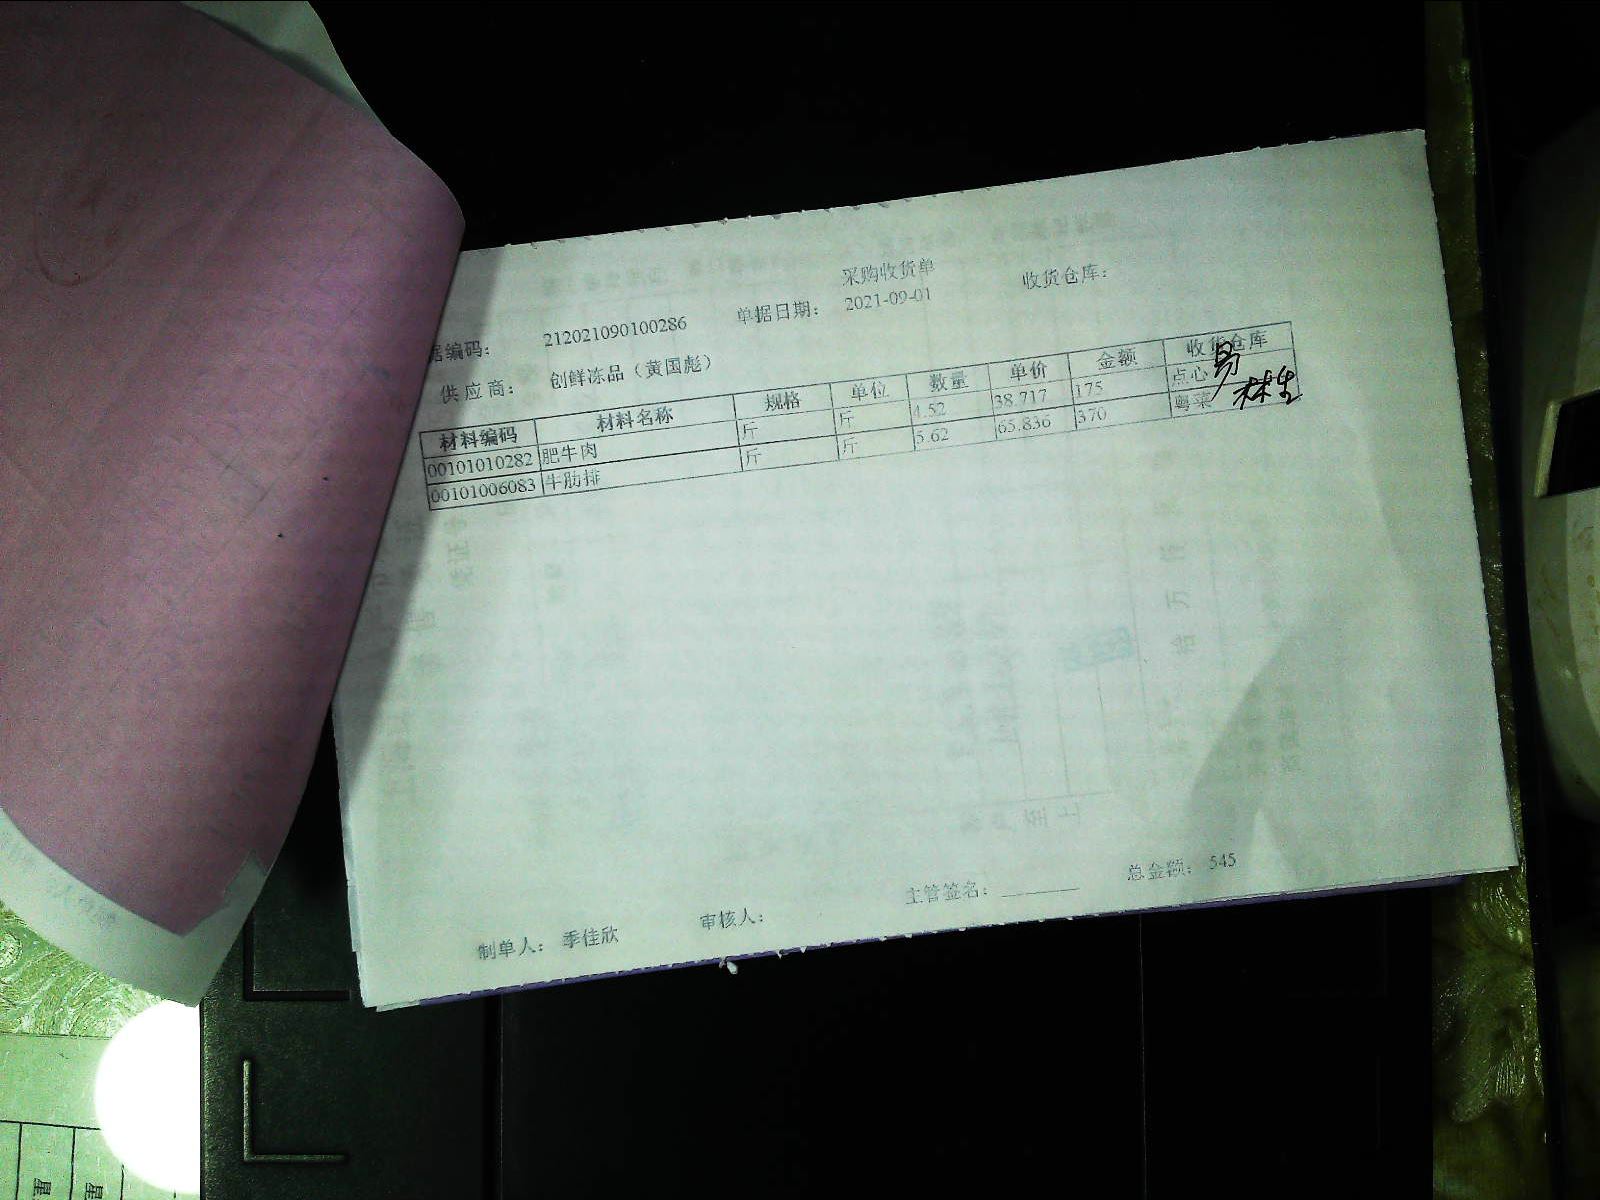 采购收货单
据编码： 212021090100286 单据日期： 2021-09-01 收货仓库：
供应商： 创鲜冻品（黄国彪）
材料编码 材料名称 规格 单位 数量 单价 金额 收货仓库
00101010282 肥牛肉 斤 斤 4.52 38.717 175 点心
00101006083 牛肋排 斤 斤 5.62 65.836 370 粤菜
制单人： 季佳欣 审核人： 主管签名： 总金额： 545